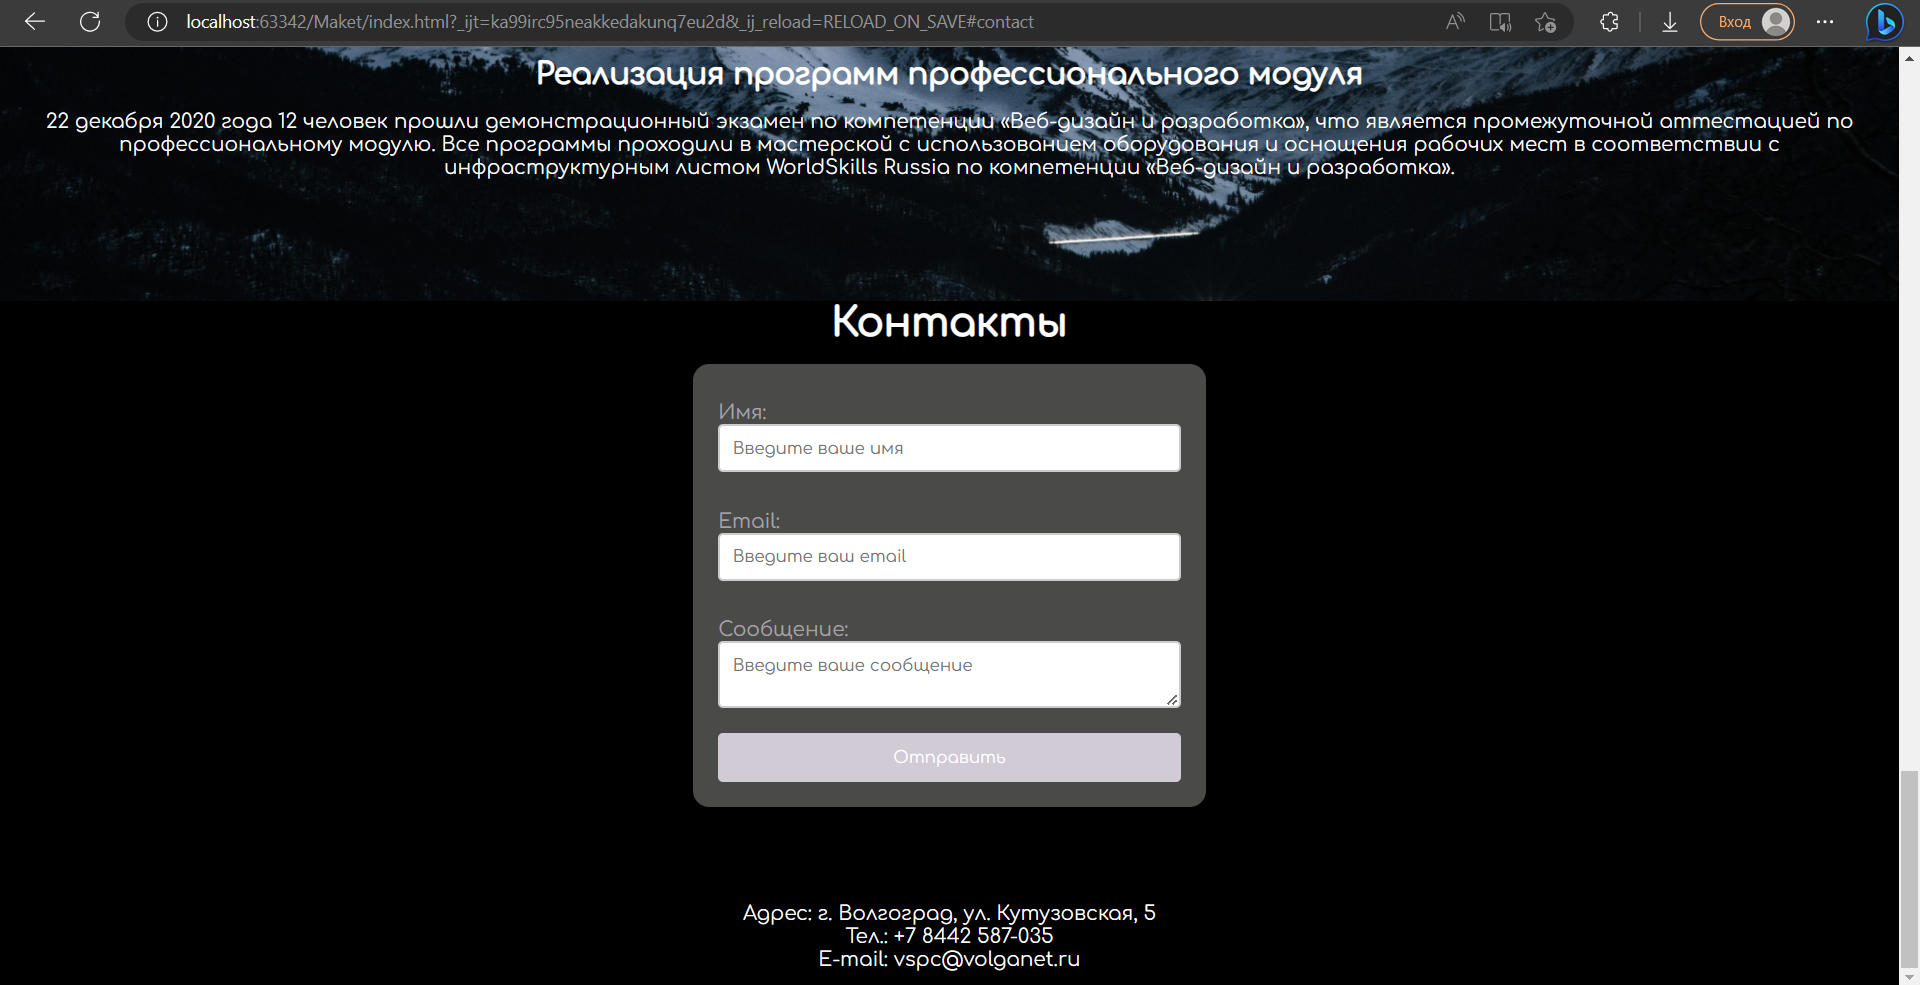 localhost:63342/Maket/index.html?_ijt=ka99irc95neakkedakunq7eu2d&_ij_reload=RELOAD_ON_SAVE#contact
Вход
Реализация программ профессионального модуля
22 декабря 2020 года 12 человек прошли демонстрационный экзамен по компетенции «Веб-дизайн и разработка», что является промежуточной аттестацией по
профессиональному модулю. Все программы проходили в мастерской с использованием оборудования и оснащения рабочих мест в соответствии с
инфраструктурным листом WorldSkills Russia по компетенции «Веб-дизайн и разработка».
Контакты
Имя:
Введите ваше имя
Email:
Введите ваш email
Сообщение:
Введите ваше сообщение
Отправить
Адрес: г. Волгоград, ул. Кутузовская, 5
Тел.: +7 8442 587-035
E-mail: vspc@volganet.ru